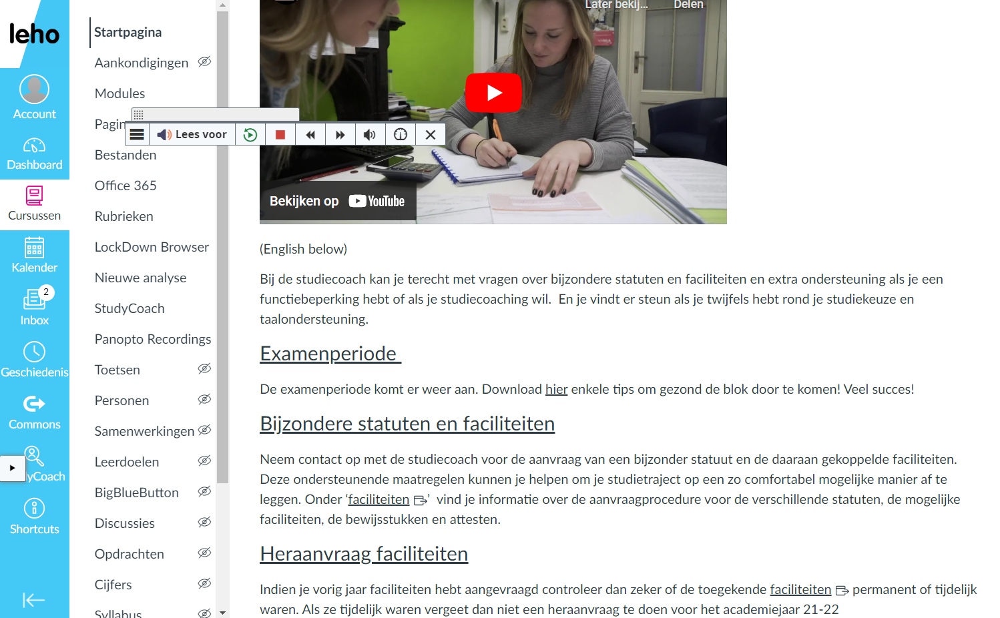 leho
Account
Dashboard
Cursussen
Kalender
2
Inbox
Geschiedenis
Commons
yCoach
Shortcuts
Startpagina
Aankondigingen
Modules
Pagin
Bestanden
Office 365
Rubrieken
LockDown Browser
Nieuwe analyse
StudyCoach
Panopto Recordings
Toetsen
Personen
Samenwerkingen
Leerdoelen
BigBlueButton
Discussies
Opdrachten
Cijfers
Syllabus
Lees voor
Later bekij... Delen
Bekijken op YouTube
(English below)
Bij de studiecoach kan je terecht met vragen over bijzondere statuten en faciliteiten en extra ondersteuning als je een
functiebeperking hebt of als je studiecoaching wil. En je vindt er steun als je twijfels hebt rond je studiekeuze en
taalondersteuning.
Examenperiode
De examenperiode komt er weer aan. Download hier enkele tips om gezond de blok door te komen! Veel succes!
Bijzondere statuten en faciliteiten
Neem contact op met de studiecoach voor de aanvraag van een bijzonder statuut en de daaraan gekoppelde faciliteiten.
Deze ondersteunende maatregelen kunnen je helpen om je studietraject op een zo comfortabel mogelijke manier af te
leggen. Onder ‘faciliteiten’ vind je informatie over de aanvraagprocedure voor de verschillende statuten, de mogelijke
faciliteiten, de bewijsstukken en attesten.
Heraanvraag faciliteiten
Indien je vorig jaar faciliteiten hebt aangevraagd controleer dan zeker of de toegekende faciliteiten permanent of tijdelijk
waren. Als ze tijdelijk waren vergeet dan niet een heraanvraag te doen voor het academiejaar 21-22